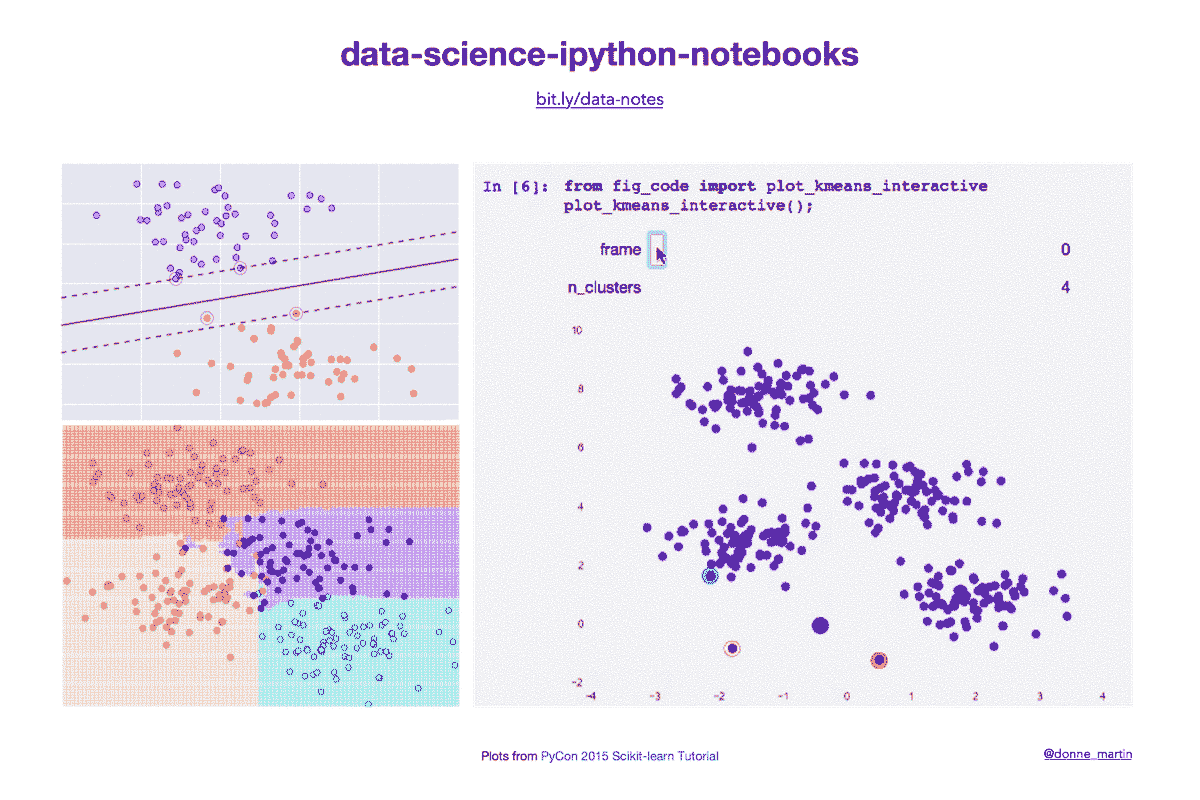 data-science-ipython-notebooks
bit.ly/data-notes
In [6]: from fig_code import plot_kmeans_interactive
plot_kmeans_interactive();
frame 0
n_clusters 4
10
8
6
4
2
0
-2
-4 -3 -2 -1 0 1 2 3 4
Plots from PyCon 2015 Scikit-learn Tutorial
@donne_martin